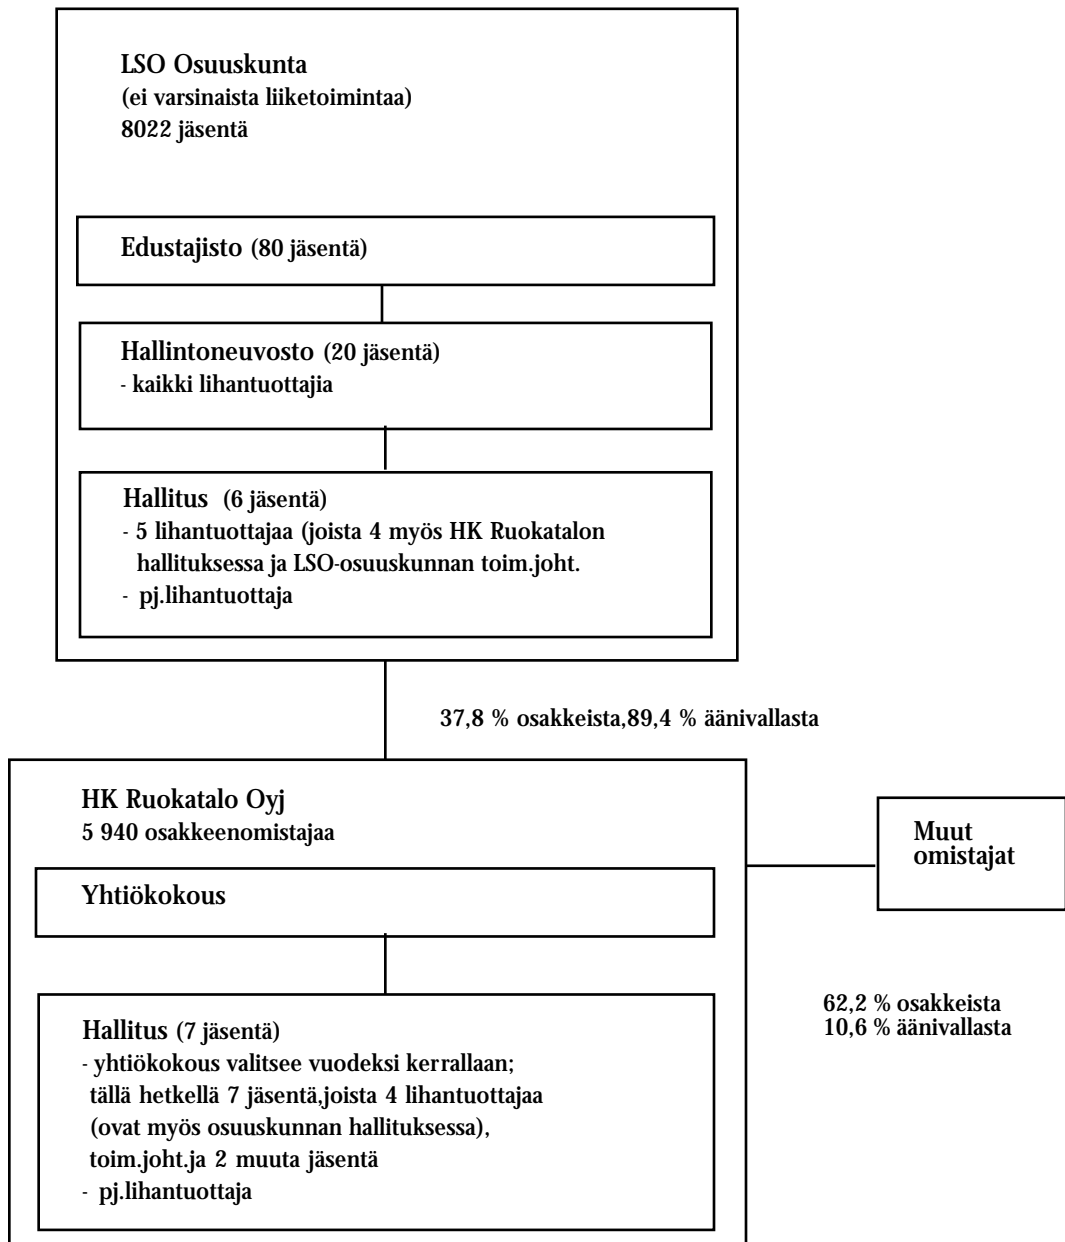 LSO Osuuskunta
(ei varsinaista liiketoimintaa)
8022 jäsentä
Edustajisto (80 jäsentä)
Hallintoneuvosto (20 jäsentä)
- kaikki lihantuottajia
Hallitus (6 jäsentä)
- 5 lihantuottajaa (joista 4 myös HK Ruokatalon
hallituksessa ja LSO-osuuskunnan toim.joht.
- pj.lihantuottaja
37,8 % osakkeista,89,4 % äänivallasta
HK Ruokatalo Oyj
5 940 osakkeenomistajaa
Muut
omistajat
Yhtiökokous
62,2 % osakkeista
10,6 % äänivallasta
Hallitus (7 jäsentä)
- yhtiökokous valitsee vuodeksi kerrallaan;
tällä hetkellä 7 jäsentä,joista 4 lihantuottajaa
(ovat myös osuuskunnan hallituksessa),
toim.joht.ja 2 muuta jäsentä
- pj.lihantuottaja